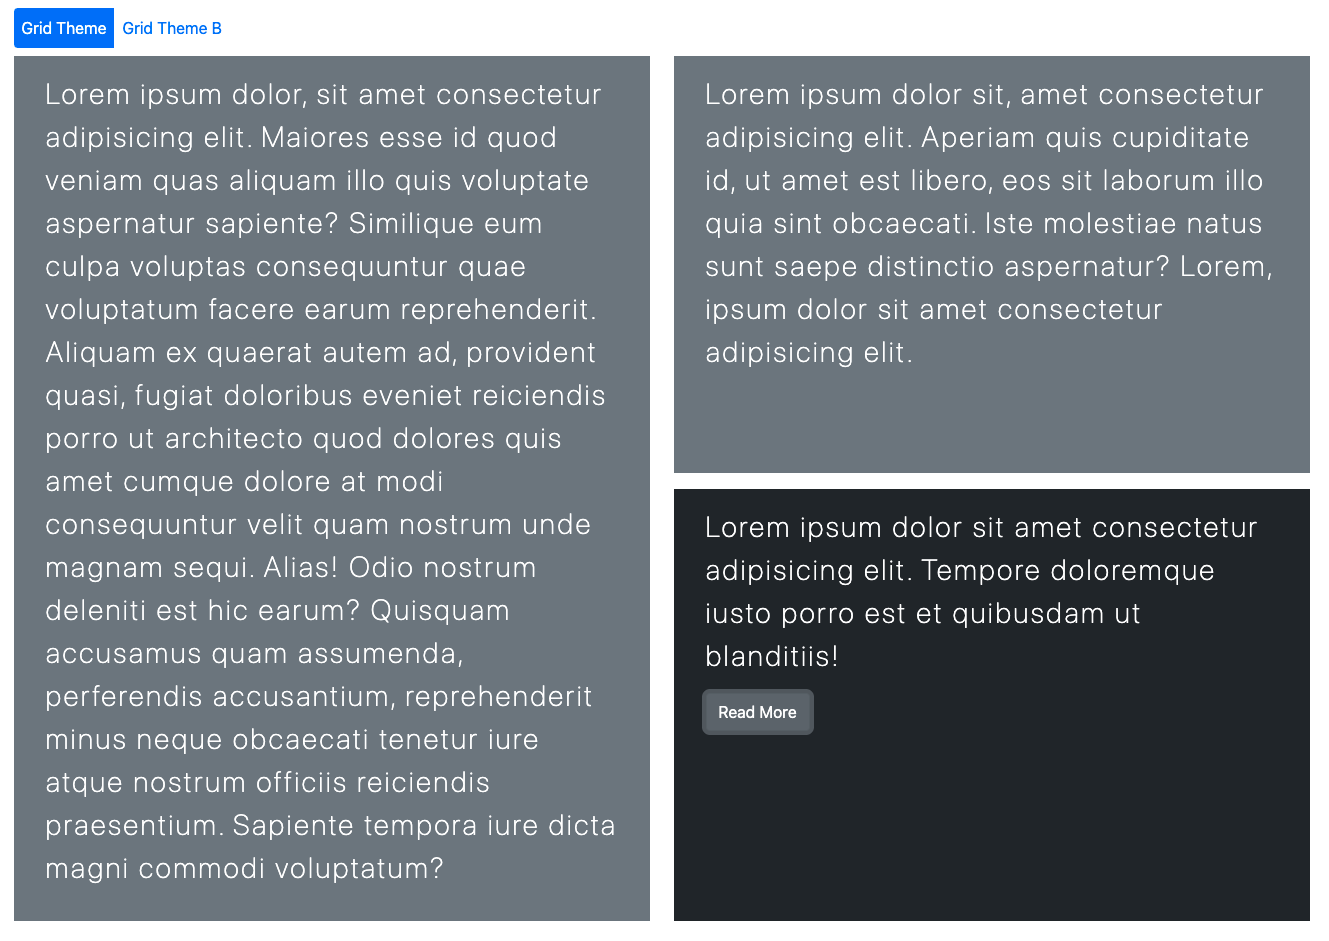 Grid Theme Grid Theme B
Lorem ipsum dolor, sit amet consectetur
adipisicing elit. Maiores esse id quod
veniam quas aliquam illo quis voluptate
aspernatur sapiente? Similique eum
culpa voluptas consequuntur quae
voluptatum facere earum reprehenderit.
Aliquam ex quaerat autem ad, provident
quasi, fugiat doloribus eveniet reiciendis
porro ut architecto quod dolores quis
amet cumque dolore at modi
consequuntur velit quam nostrum unde
magnam sequi. Alias! Odio nostrum
deleniti est hic earum? Quisquam
accusamus quam assumenda,
perferendis accusantium, reprehenderit
minus neque obcaecati tenetur iure
atque nostrum officiis reiciendis
praesentium. Sapiente tempora iure dicta
magni commodi voluptatum?
Lorem ipsum dolor sit, amet consectetur
adipisicing elit. Aperiam quis cupiditate
id, ut amet est libero, eos sit laborum illo
quia sint obcaecati. Iste molestiae natus
sunt saepe distinctio aspernatur? Lorem,
ipsum dolor sit amet consectetur
adipisicing elit.
Lorem ipsum dolor sit amet consectetur
adipisicing elit. Tempore doloremque
iusto porro est et quibusdam ut
blanditiis!
Read More